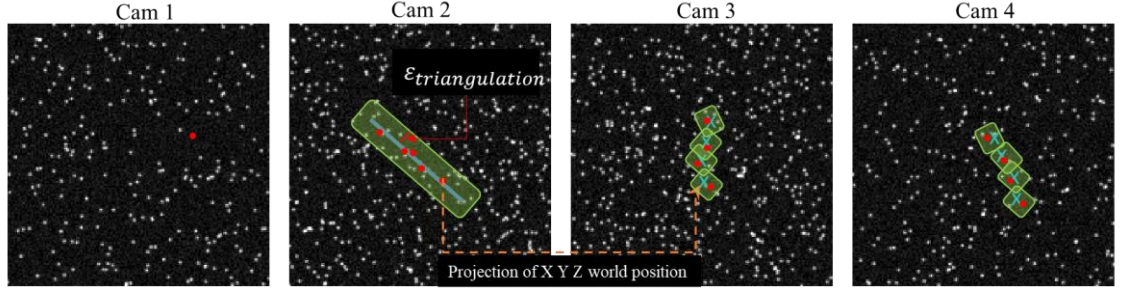 Cam 1
Cam 2
Cam 3
Cam 4
εtriangulation
Projection of X Y Z world position